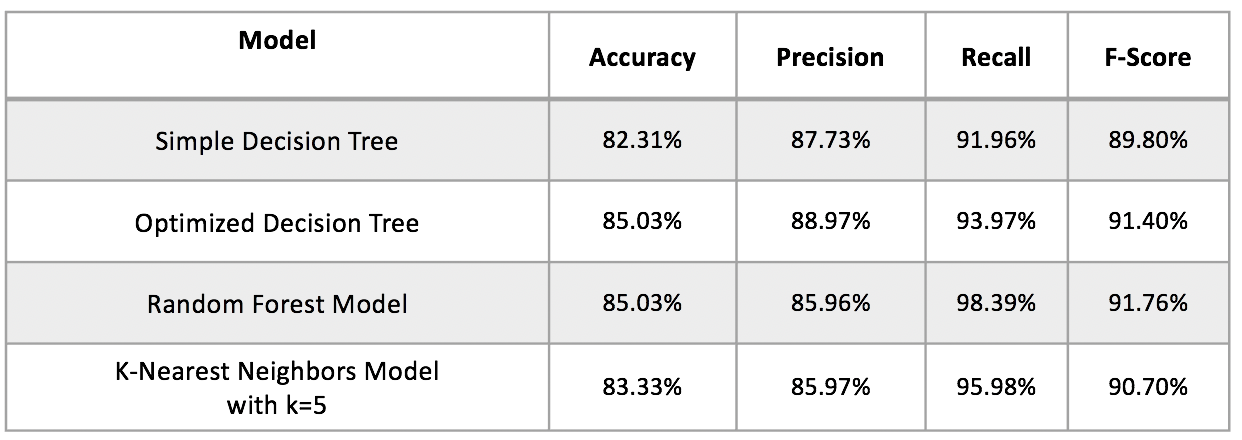 Model Accuracy Precision Recall F-Score
Simple Decision Tree 82.31% 87.73% 91.96% 89.80%
Optimized Decision Tree 85.03% 88.97% 93.97% 91.40%
Random Forest Model 85.03% 85.96% 98.39% 91.76%
K-Nearest Neighbors Model
with k=5 83.33% 85.97% 95.98% 90.70%